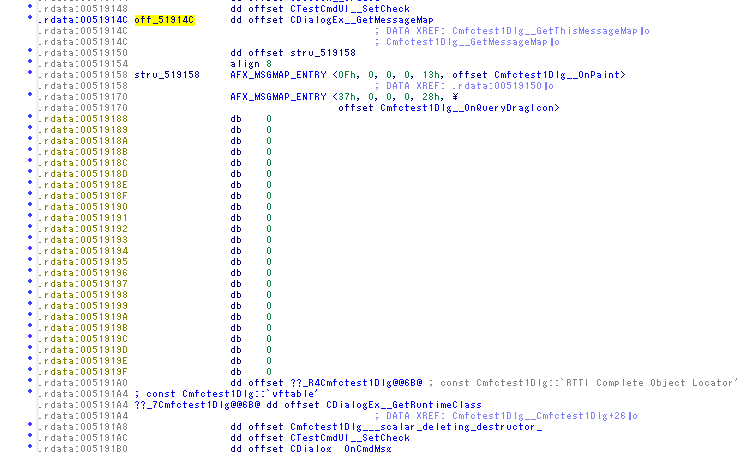 .rdata:00519148 dd offset CTestCmdUI__SetCheck
.rdata:0051914C off_51914C dd offset CDialogEx__GetMessageMap
.rdata:0051914C ; DATA XREF: Cmfctest1Dlg__GetThisMessageMap↑o
.rdata:0051914C ; Cmfctest1Dlg__GetMessageMap↑o
.rdata:00519150 dd offset stru_519158
.rdata:00519154 align 8
.rdata:00519158 stru_519158 AFX_MSGMAP_ENTRY <0Fh, 0, 0, 0, 13h, offset Cmfctest1Dlg__OnPaint>
.rdata:00519158 ; DATA XREF: .rdata:00519150↑o
.rdata:00519170 AFX_MSGMAP_ENTRY <37h, 0, 0, 0, 28h, ¥
.rdata:00519170 offset Cmfctest1Dlg__OnQueryDragIcon>
.rdata:00519188 db 0
.rdata:00519189 db 0
.rdata:0051918A db 0
.rdata:0051918B db 0
.rdata:0051918C db 0
.rdata:0051918D db 0
.rdata:0051918E db 0
.rdata:0051918F db 0
.rdata:00519190 db 0
.rdata:00519191 db 0
.rdata:00519192 db 0
.rdata:00519193 db 0
.rdata:00519194 db 0
.rdata:00519195 db 0
.rdata:00519196 db 0
.rdata:00519197 db 0
.rdata:00519198 db 0
.rdata:00519199 db 0
.rdata:0051919A db 0
.rdata:0051919B db 0
.rdata:0051919C db 0
.rdata:0051919D db 0
.rdata:0051919E db 0
.rdata:0051919F db 0
.rdata:005191A0 dd offset ??_R4Cmfctest1Dlg@@6B@ ; const Cmfctest1Dlg::`RTTI Complete Object Locator'
.rdata:005191A4 ; const Cmfctest1Dlg::`vftable'
.rdata:005191A4 ??_7Cmfctest1Dlg@@6B@ dd offset CDialogEx__GetRuntimeClass
.rdata:005191A4 ; DATA XREF: Cmfctest1Dlg__Cmfctest1Dlg+26↑o
.rdata:005191A8 dd offset Cmfctest1Dlg___scalar_deleting_destructor_
.rdata:005191AC dd offset CTestCmdUI__SetCheck
.rdata:005191B0 dd offset CDialog__OnCmdMsg